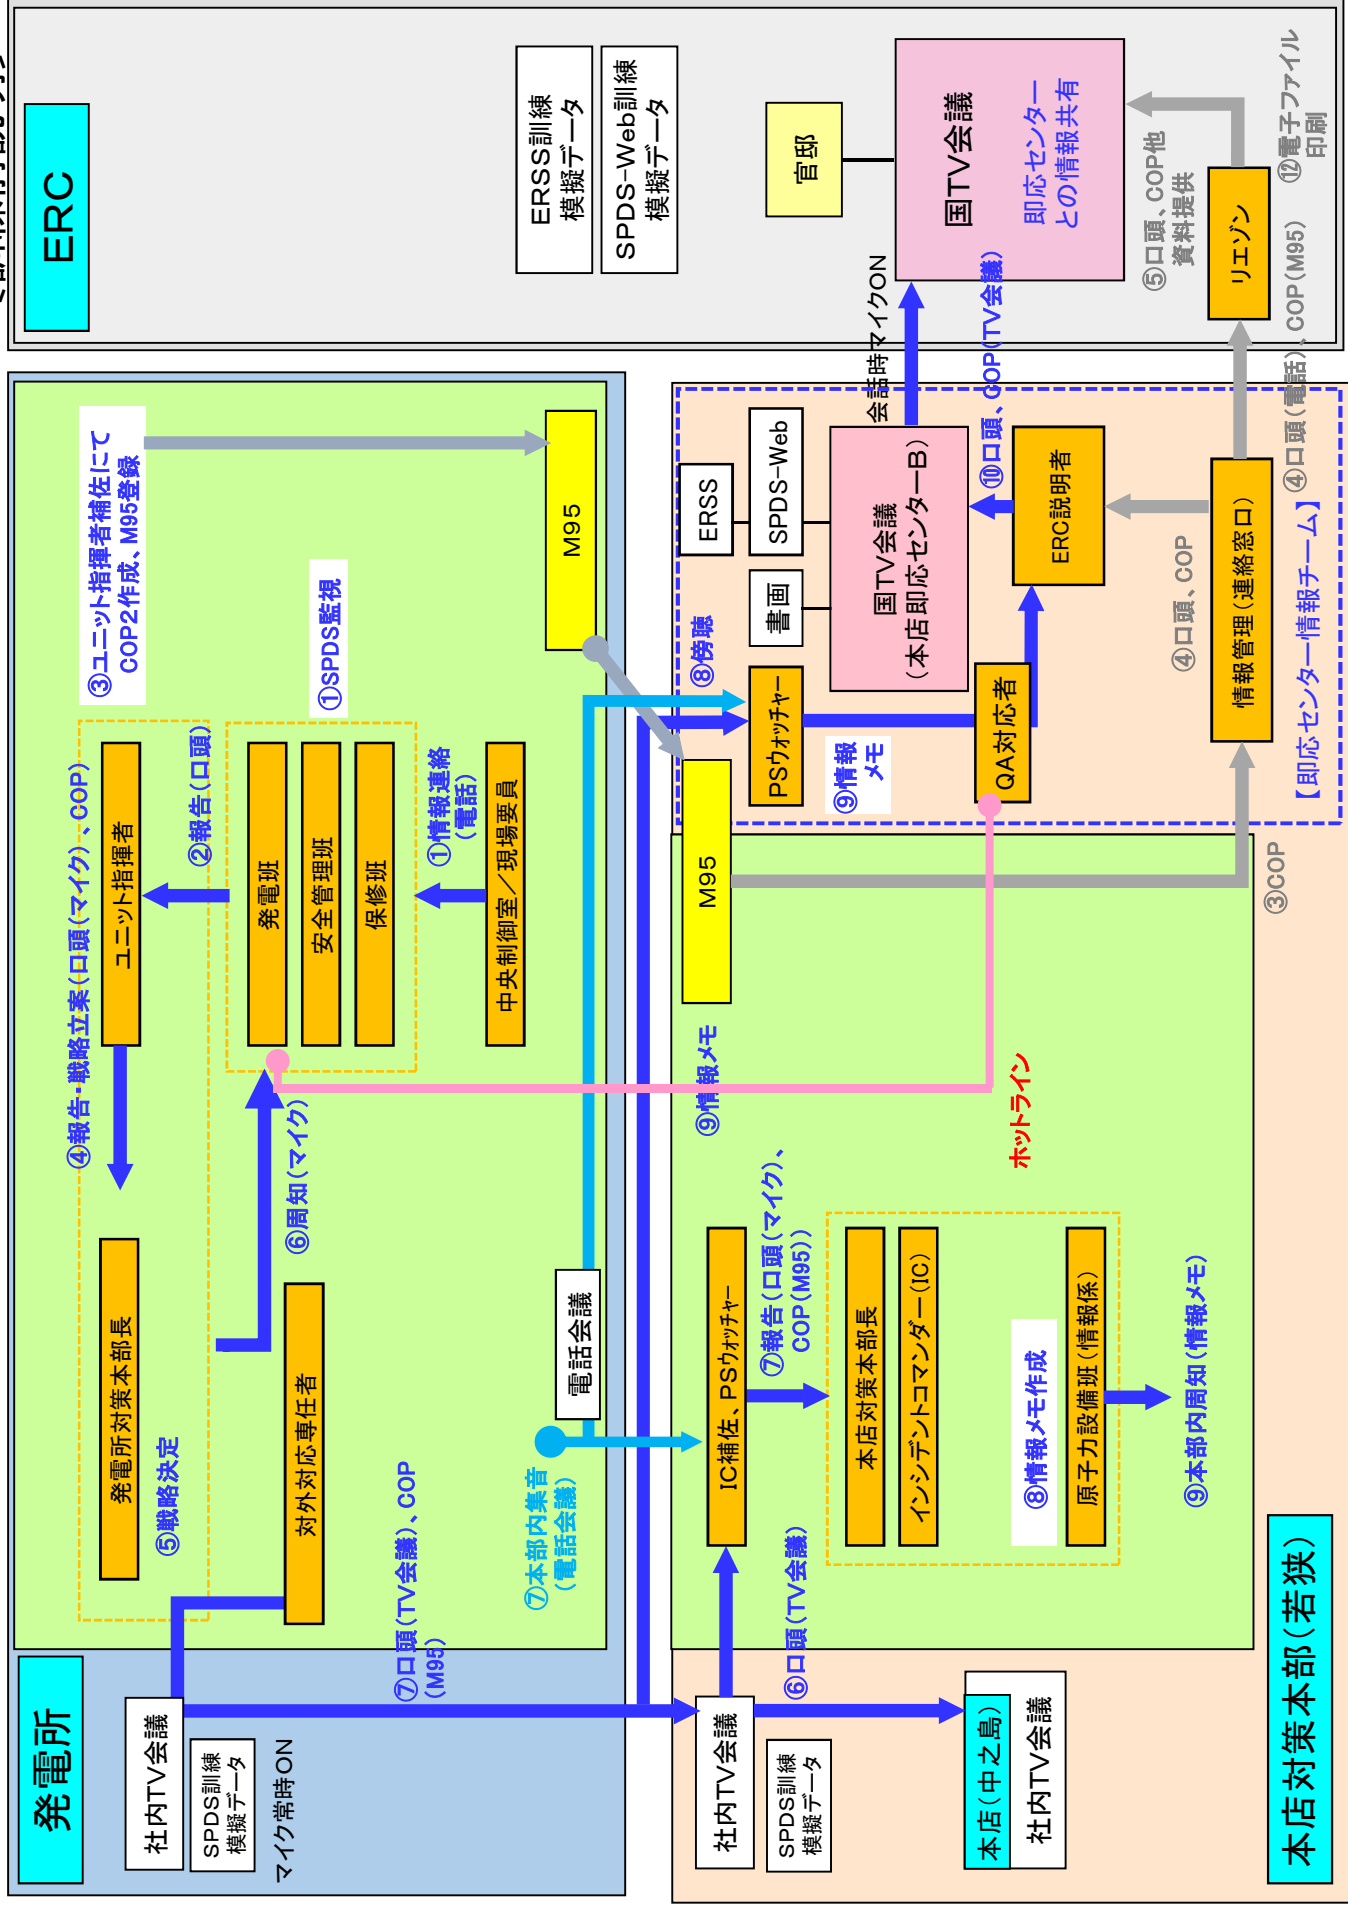 発電所
社内TV会議
SPDS訓練
模擬データ
マイク常時ON
④報告・戦略立案(口頭(マイク)、COP)
発電所対策本部長
ユニット指揮者
⑤戦略決定
②報告(口頭)
③ユニット指揮者補佐にて
COP2作成、M95登録
①SPDS監視
発電班
安全管理班
保修班
⑥周知(マイク)
対外対応専任者
①情報連絡
(電話)
中央制御室/現場要員
⑦口頭(TV会議)、COP
(M95)
⑦本部内集音
(電話会議)
電話会議
M95
ERC
ERSS訓練
模擬データ
SPDS-Web訓練
模擬データ
官邸
国TV会議
即応センター
との情報共有
⑤口頭、COP他
資料提供
リエゾン
⑫電子ファイル
印刷
社内TV会議
SPDS訓練
模擬データ
⑥口頭(TV会議)
本店(中之島)
社内TV会議
本店対策本部(若狭)
IC補佐、PSウォッチャー
⑦報告(口頭(マイク)、
COP(M95))
本店対策本部長
インシデントコマンダー(IC)
⑧情報メモ作成
原子力設備班(情報係)
⑨本部内周知(情報メモ)
⑨情報メモ
M95
ホットライン
⑧傍聴
PSウォッチャー
⑨情報
メモ
QA対応者
ERSS
SPDS-Web
書画
国TV会議
(本店即応センターB)
会話時マイクON
⑩口頭、COP(TV会議)
ERC説明者
④口頭、COP
情報管理(連絡窓口)
④口頭(電話)、COP(M95)
③COP
【即応センター情報チーム】